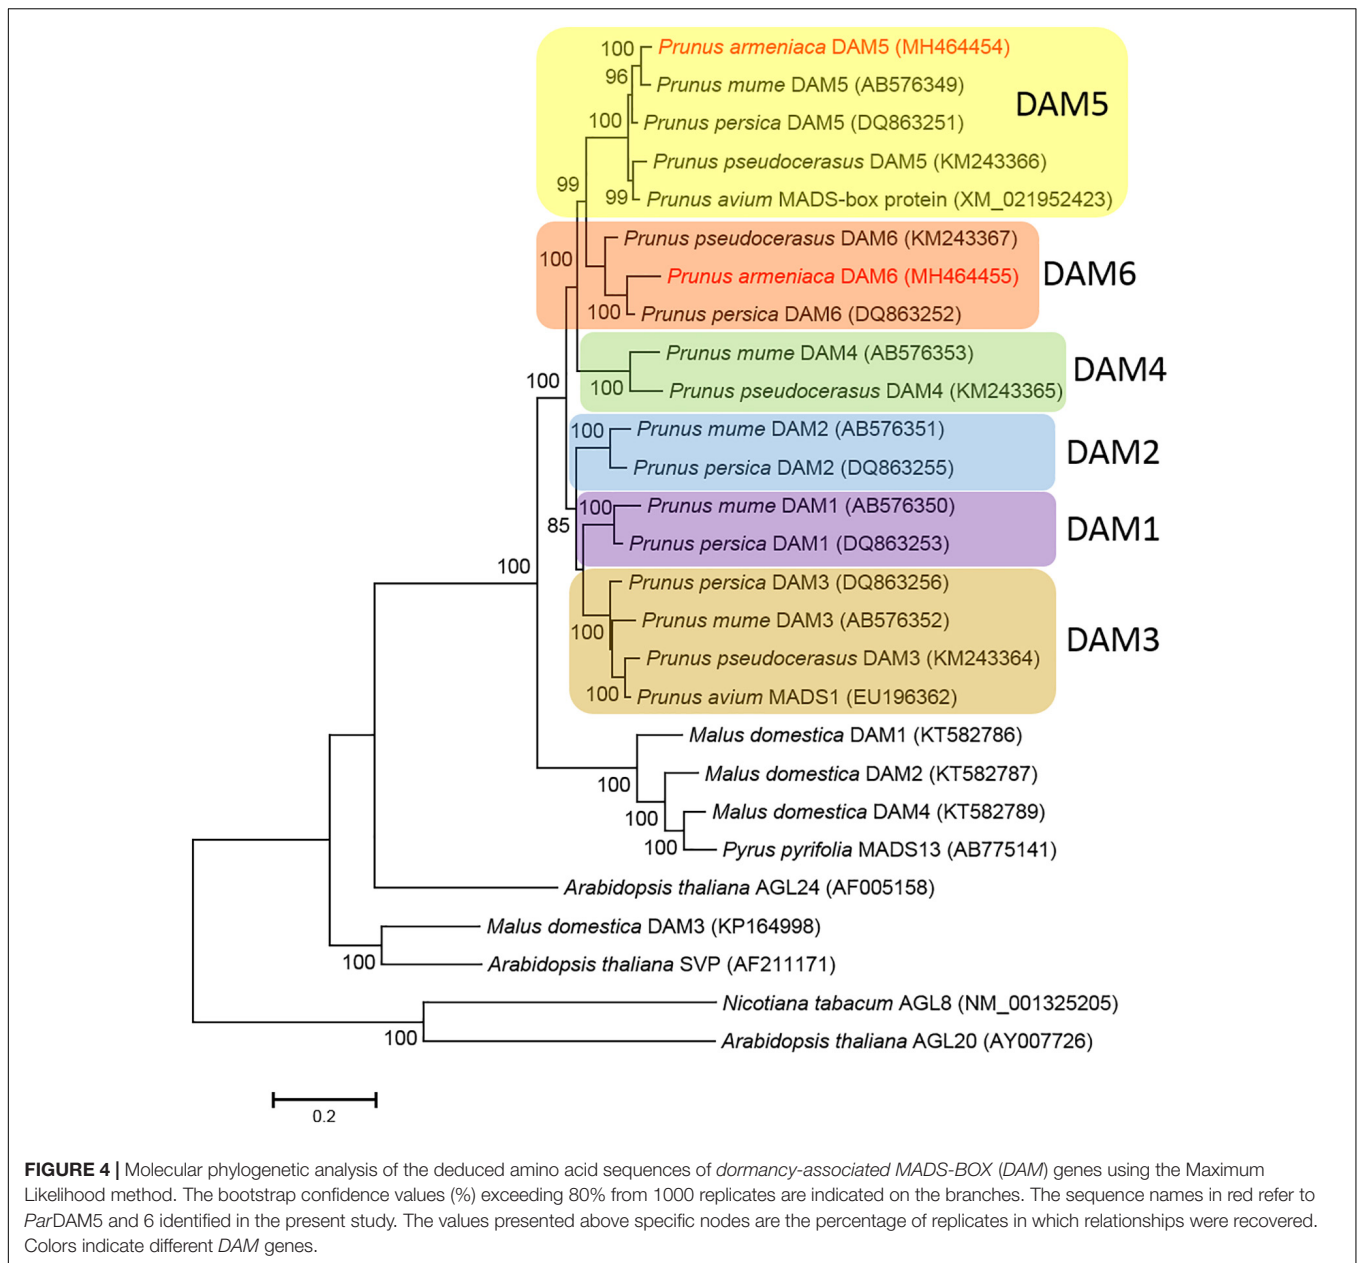 100
Prunus armeniaca DAM5 (MH464454)
96
Prunus mume DAM5 (AB576349)
DAM5
100
Prunus persica DAM5 (DQ863251)
Prunus pseudocerasus DAM5 (KM243366)
99
99
Prunus avium MADS-box protein (XM_021952423)
Prunus pseudocerasus DAM6 (KM243367)
100
Prunus armeniaca DAM6 (MH464455)
DAM6
100
Prunus persica DAM6 (DQ863252)
Prunus mume DAM4 (AB576353)
DAM4
100
100
Prunus pseudocerasus DAM4 (KM243365)
100
Prunus mume DAM2 (AB576351)
DAM2
Prunus persica DAM2 (DQ863255)
100
Prunus mume DAM1 (AB576350)
85
DAM1
Prunus persica DAM1 (DQ863253)
100
Prunus persica DAM3 (DQ863256)
100
Prunus mume DAM3 (AB576352)
DAM3
Prunus pseudocerasus DAM3 (KM243364)
100
Prunus avium MADS1 (EU196362)
Malus domestica DAM1 (KT582786)
100
Malus domestica DAM2 (KT582787)
100
Malus domestica DAM4 (KT582789)
100
Pyrus pyrifolia MADS13 (AB775141)
Arabidopsis thaliana AGL24 (AF005158)
Malus domestica DAM3 (KP164998)
100
Arabidopsis thaliana SVP (AF211171)
Nicotiana tabacum AGL8 (NM_001325205)
100
Arabidopsis thaliana AGL20 (AY007726)
0.2
FIGURE 4 | Molecular phylogenetic analysis of the deduced amino acid sequences of dormancy-associated MADS-BOX (DAM) genes using the Maximum
Likelihood method. The bootstrap confidence values (%) exceeding 80% from 1000 replicates are indicated on the branches. The sequence names in red refer to
ParDAM5 and 6 identified in the present study. The values presented above specific nodes are the percentage of replicates in which relationships were recovered.
Colors indicate different DAM genes.